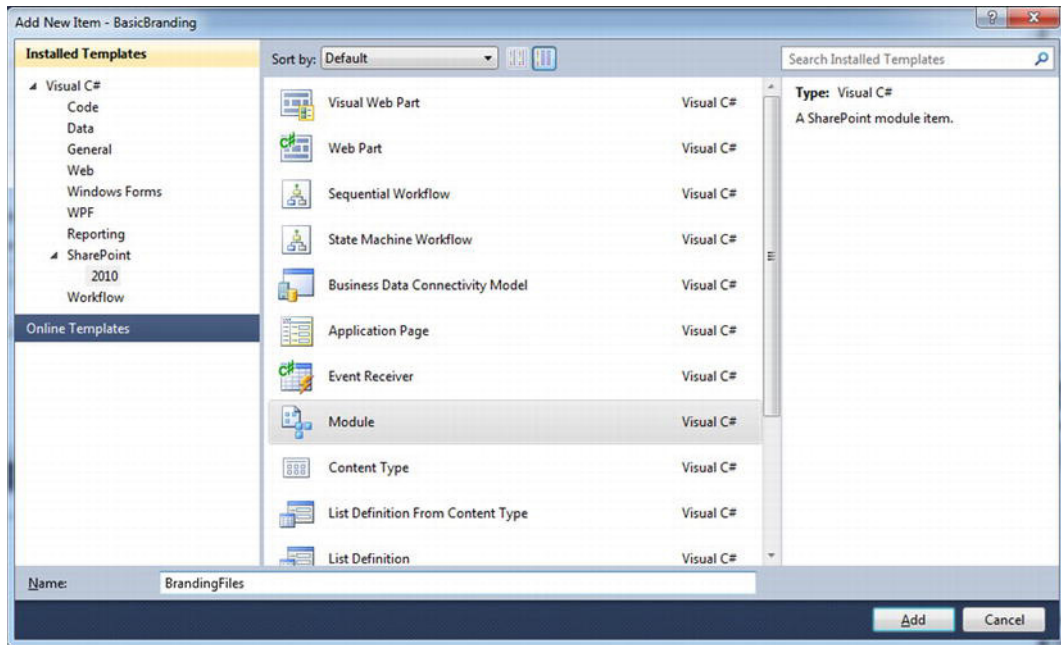 Add New Item - BasicBranding
Installed Templates
Visual C#
Code
Data
General
Web
Windows Forms
WPF
Reporting
SharePoint
2010
Workflow
Online Templates
Sort by: Default
Visual Web Part Visual C#
Web Part Visual C#
Sequential Workflow Visual C#
State Machine Workflow Visual C#
Business Data Connectivity Model Visual C#
Application Page Visual C#
Event Receiver Visual C#
Module Visual C#
Content Type Visual C#
List Definition From Content Type Visual C#
List Definition Visual C#
Search Installed Templates
Type: Visual C#
A SharePoint module item.
Name: BrandingFiles
Add Cancel